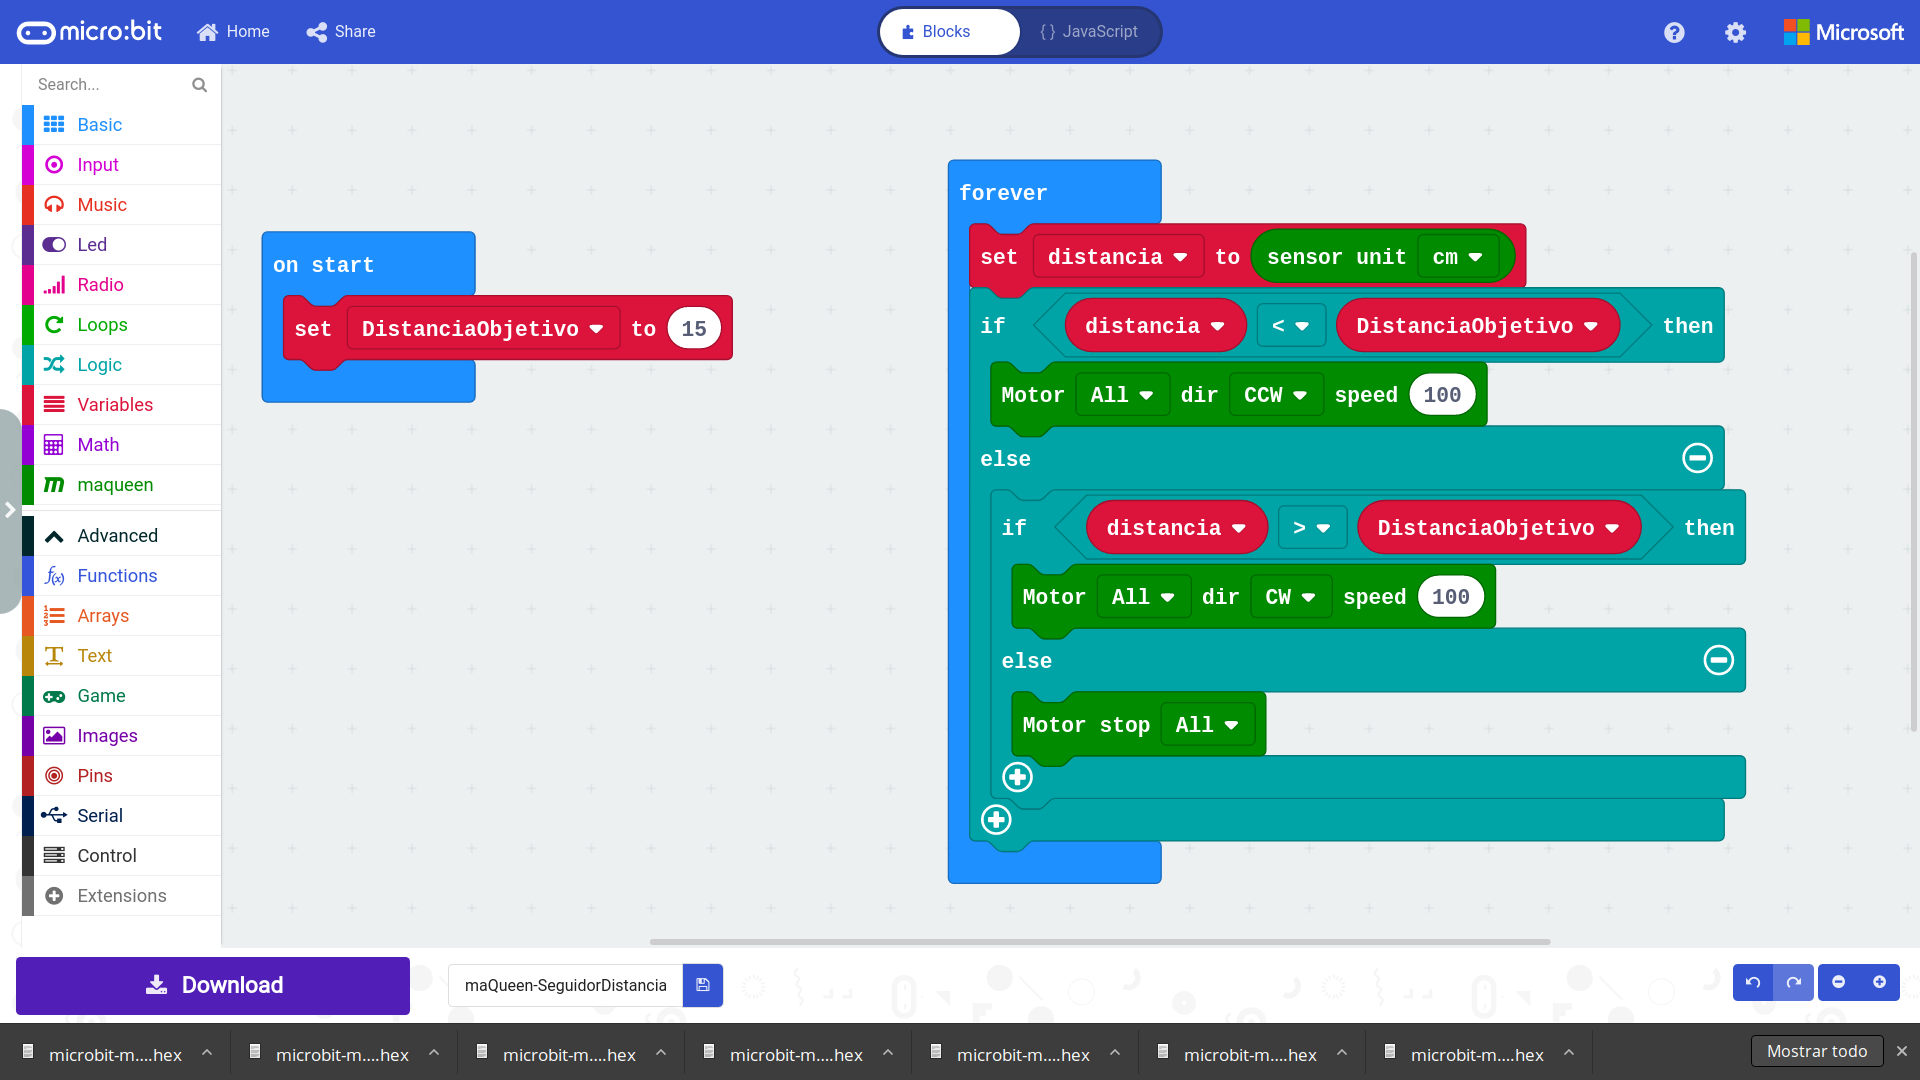 micro:bit
Home
Share
Blocks
{ } JavaScript
Microsoft
Search...
Basic
Input
Music
Led
Radio
Loops
Logic
Variables
Math
maqueen
Advanced
Functions
Arrays
Text
Game
Images
Pins
Serial
Control
Extensions
on start
set DistanciaObjetivo to 15
forever
set distancia to sensor unit cm
if distancia < DistanciaObjetivo then
Motor All dir CCW speed 100
else
if distancia > DistanciaObjetivo then
Motor All dir CW speed 100
else
Motor stop All
Download
maQueen-SeguidorDistancia
microbit-m....hex
microbit-m....hex
microbit-m....hex
microbit-m....hex
microbit-m....hex
microbit-m....hex
microbit-m....hex
Mostrar todo